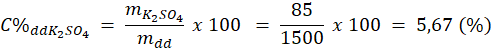 C%ddK2SO4 = mK2SO4 / mdd x 100 = 85 / 1500 x 100 = 5,67 (%)